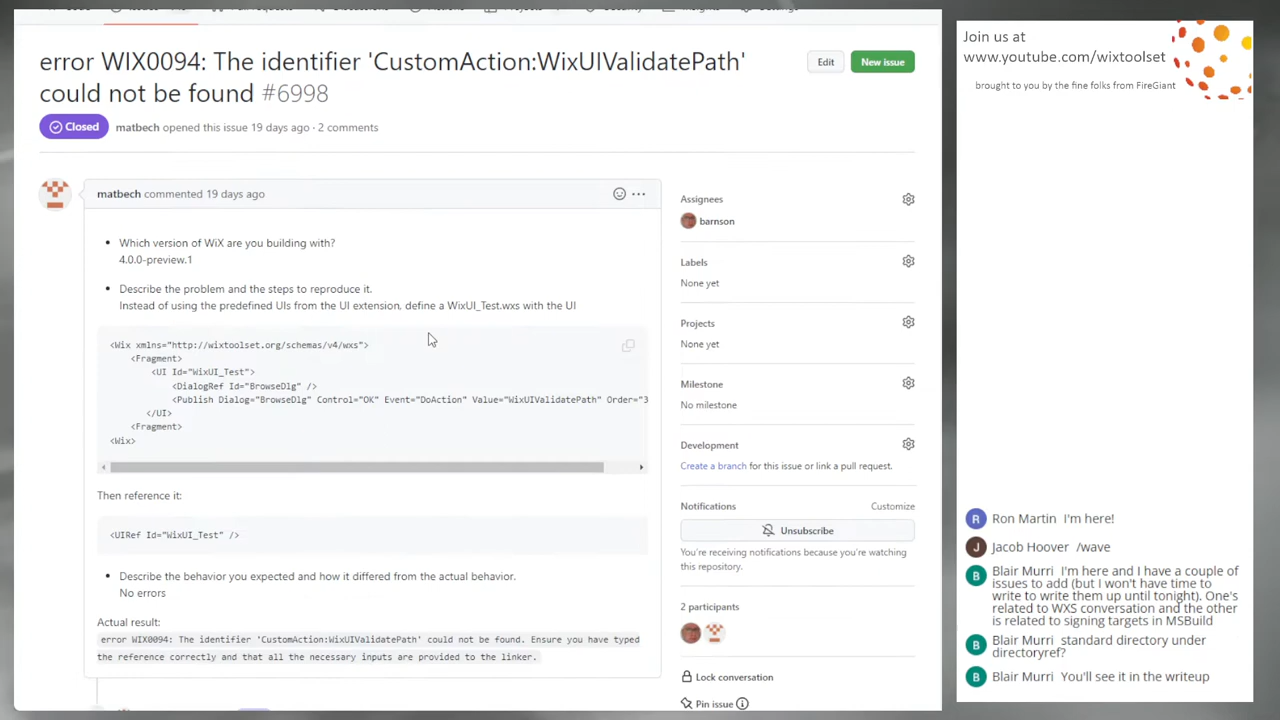 error WIX0094: The identifier 'CustomAction:WixUIValidatePath'
could not be found #6998
Edit
New issue
Closed
matbech opened this issue 19 days ago · 2 comments
matbech commented 19 days ago
Which version of WiX are you building with?
4.0.0-preview.1
Describe the problem and the steps to reproduce it.
Instead of using the predefined UIs from the UI extension, define a WixUI_Test.wxs with the UI
<Wix xmlns="http://wixtoolset.org/schemas/v4/wxs">
<Fragment>
<UI Id="WixUI_Test">
<DialogRef Id="BrowseDlg" />
<Publish Dialog="BrowseDlg" Control="OK" Event="DoAction" Value="WixUIValidatePath" Order="3
</UI>
<Fragment>
<Wix>
Then reference it:
<UIRef Id="WixUI_Test" />
Describe the behavior you expected and how it differed from the actual behavior.
No errors
Actual result:
error WIX0094: The identifier 'CustomAction:WixUIValidatePath' could not be found. Ensure you have typed
the reference correctly and that all the necessary inputs are provided to the linker.
Assignees
barnson
Labels
None yet
Projects
None yet
Milestone
No milestone
Development
Create a branch for this issue or link a pull request.
Notifications
Customize
Unsubscribe
You're receiving notifications because you're watching
this repository.
2 participants
Lock conversation
Pin issue
Join us at
www.youtube.com/wixtoolset
brought to you by the fine folks from FireGiant
R Ron Martin I'm here!
J Jacob Hoover /wave
B Blair Murri I'm here and I have a couple of
issues to add (but I won't have time to
write to write them up until tonight). One's
related to WXS conversation and the other
is related to signing targets in MSBuild
B Blair Murri standard directory under
directoryref?
B Blair Murri You'll see it in the writeup